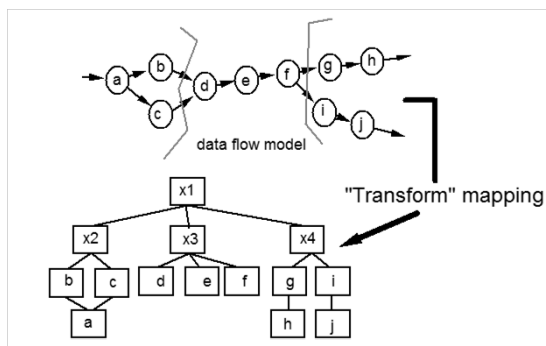 b
g
h
a
d
e
f
c
i
j
data flow model
"Transform" mapping
x1
x2
x3
x4
b
c
d
e
f
g
i
a
h
j